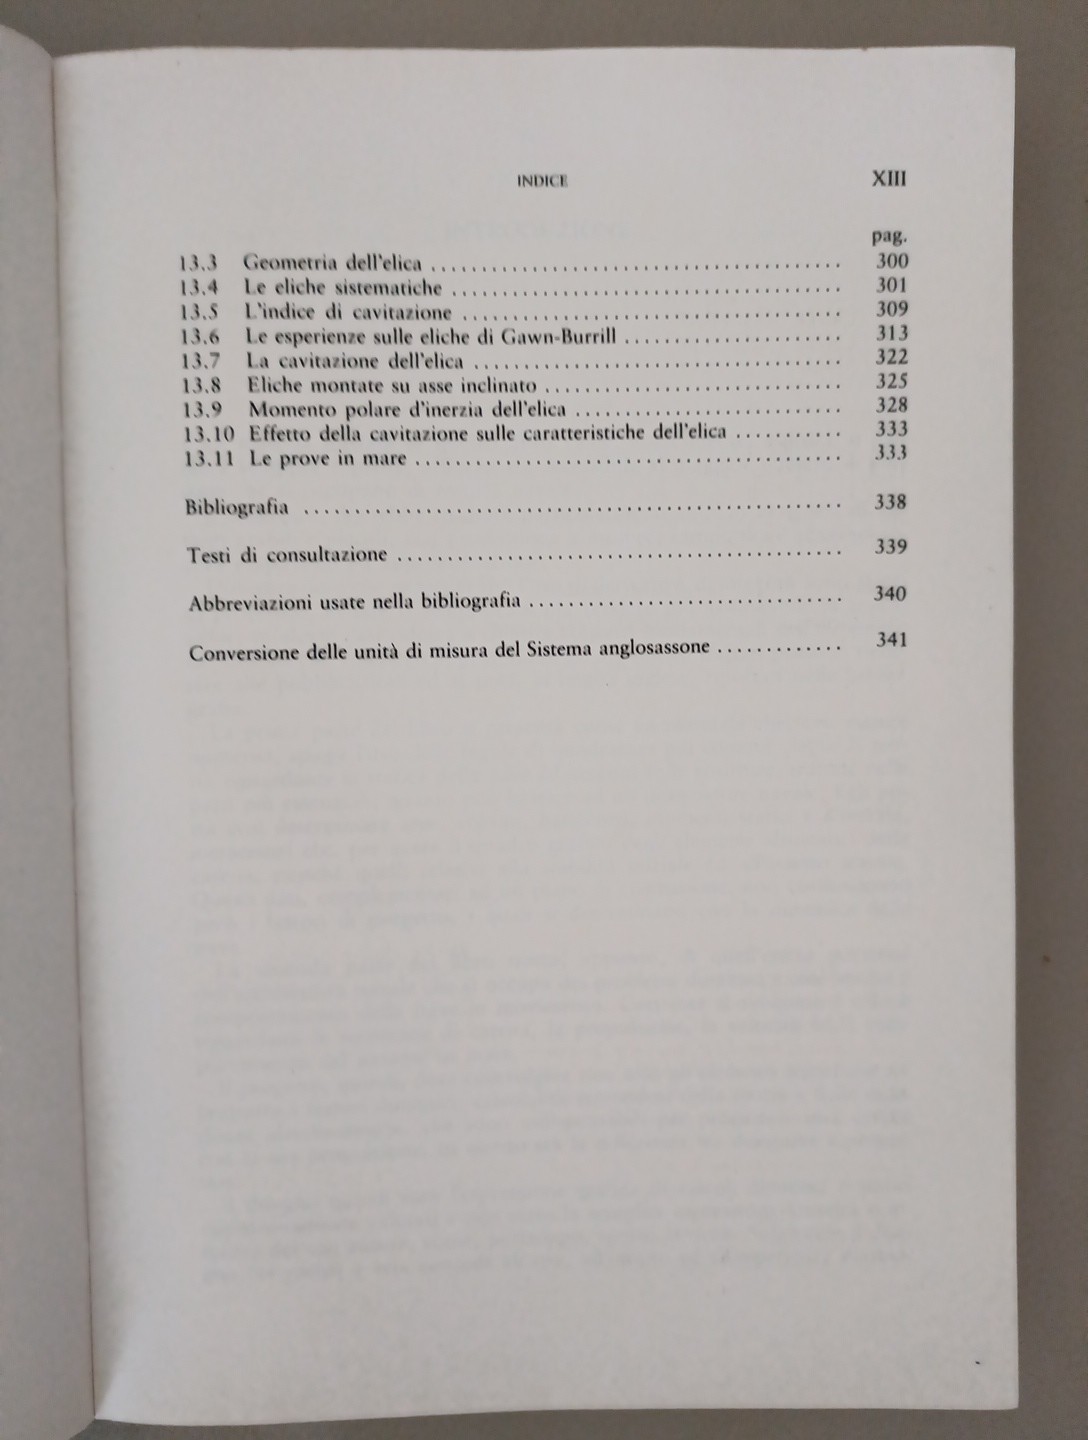 INDICE XIII
pag.
13.3 Geometria dell'elica ........................................ 300
13.4 Le eliche sistematiche ...................................... 301
13.5 L'indice di cavitazione ..................................... 309
13.6 Le esperienze sulle eliche di Gawn-Burrill ..................... 313
13.7 La cavitazione dell'elica .................................... 322
13.8 Eliche montate su asse inclinato ............................. 325
13.9 Momento polare d'inerzia dell'elica .......................... 328
13.10 Effetto della cavitazione sulle caratteristiche dell'elica ........... 333
13.11 Le prove in mare .......................................... 333
Bibliografia ...................................................... 338
Testi di consultazione ........................................... 339
Abbreviazioni usate nella bibliografia .............................. 340
Conversione delle unità di misura del Sistema anglosassone ............. 341